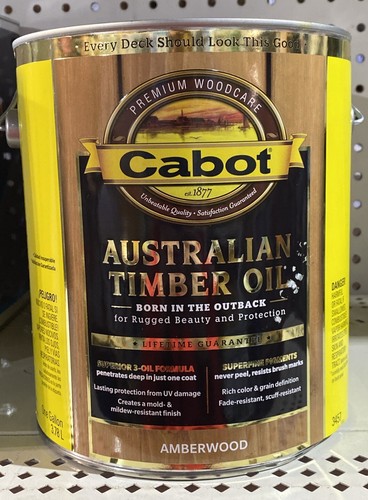 Every Deck Should Look This Good
PREMIUM WOODCARE
Cabot®
est. 1877
Unbeatable Quality • Satisfaction Guaranteed
AUSTRALIAN
TIMBER OIL
BORN IN THE OUTBACK
for Rugged Beauty and Protection
★ LIFETIME GUARANTEE ★
SUPERIOR 3-OIL FORMULA
penetrates deep in just one coat
Lasting protection from UV damage
Creates a mold- &
mildew-resistant finish
SUPERFINE PIGMENTS
never peel, resists brush marks
Rich color & grain definition
Fade-resistant, scuff-resistant
AMBERWOOD
¡PELIGRO!
One Gallon
3.78 L
DANGER!
HARMFUL
3457